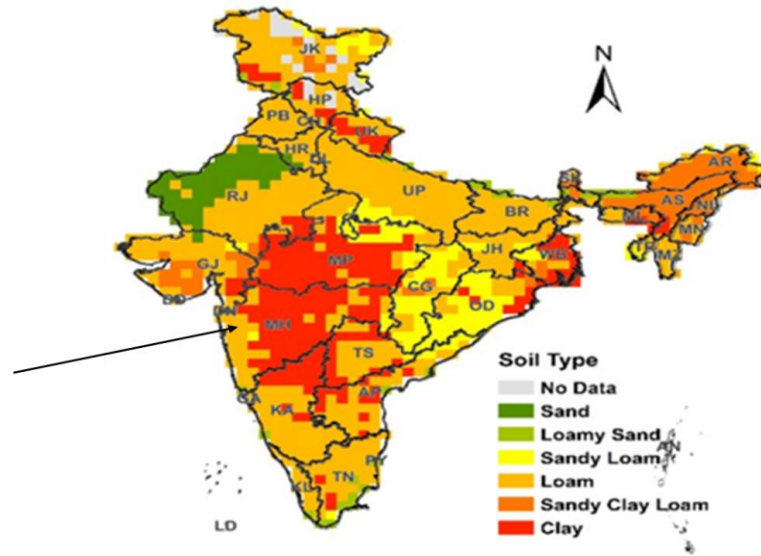 JK
N
HP
PB
CH
UK
HR
DL
AR
SK
RJ
UP
AS
NL
BR
ML
MN
TR
MZ
GJ
MP
JH
WB
CG
DD
DN
OD
MH
TS
Soil Type
No Data
AP
GA
KA
Sand
Loamy Sand
AN
Sandy Loam
PY
TN
KL
Loam
Sandy Clay Loam
LD
Clay